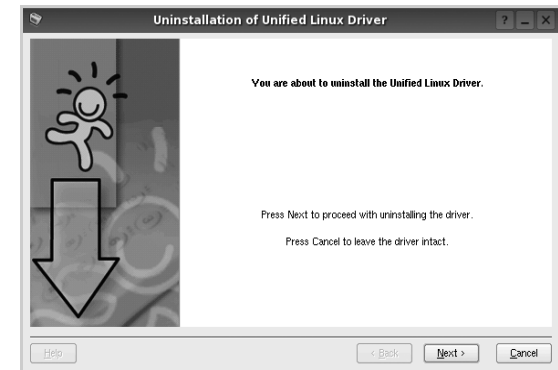 Uninstallation of Unified Linux Driver
You are about to uninstall the Unified Linux Driver.
Press Next to proceed with uninstalling the driver.
Press Cancel to leave the driver intact.
Help
< Back
Next >
Cancel